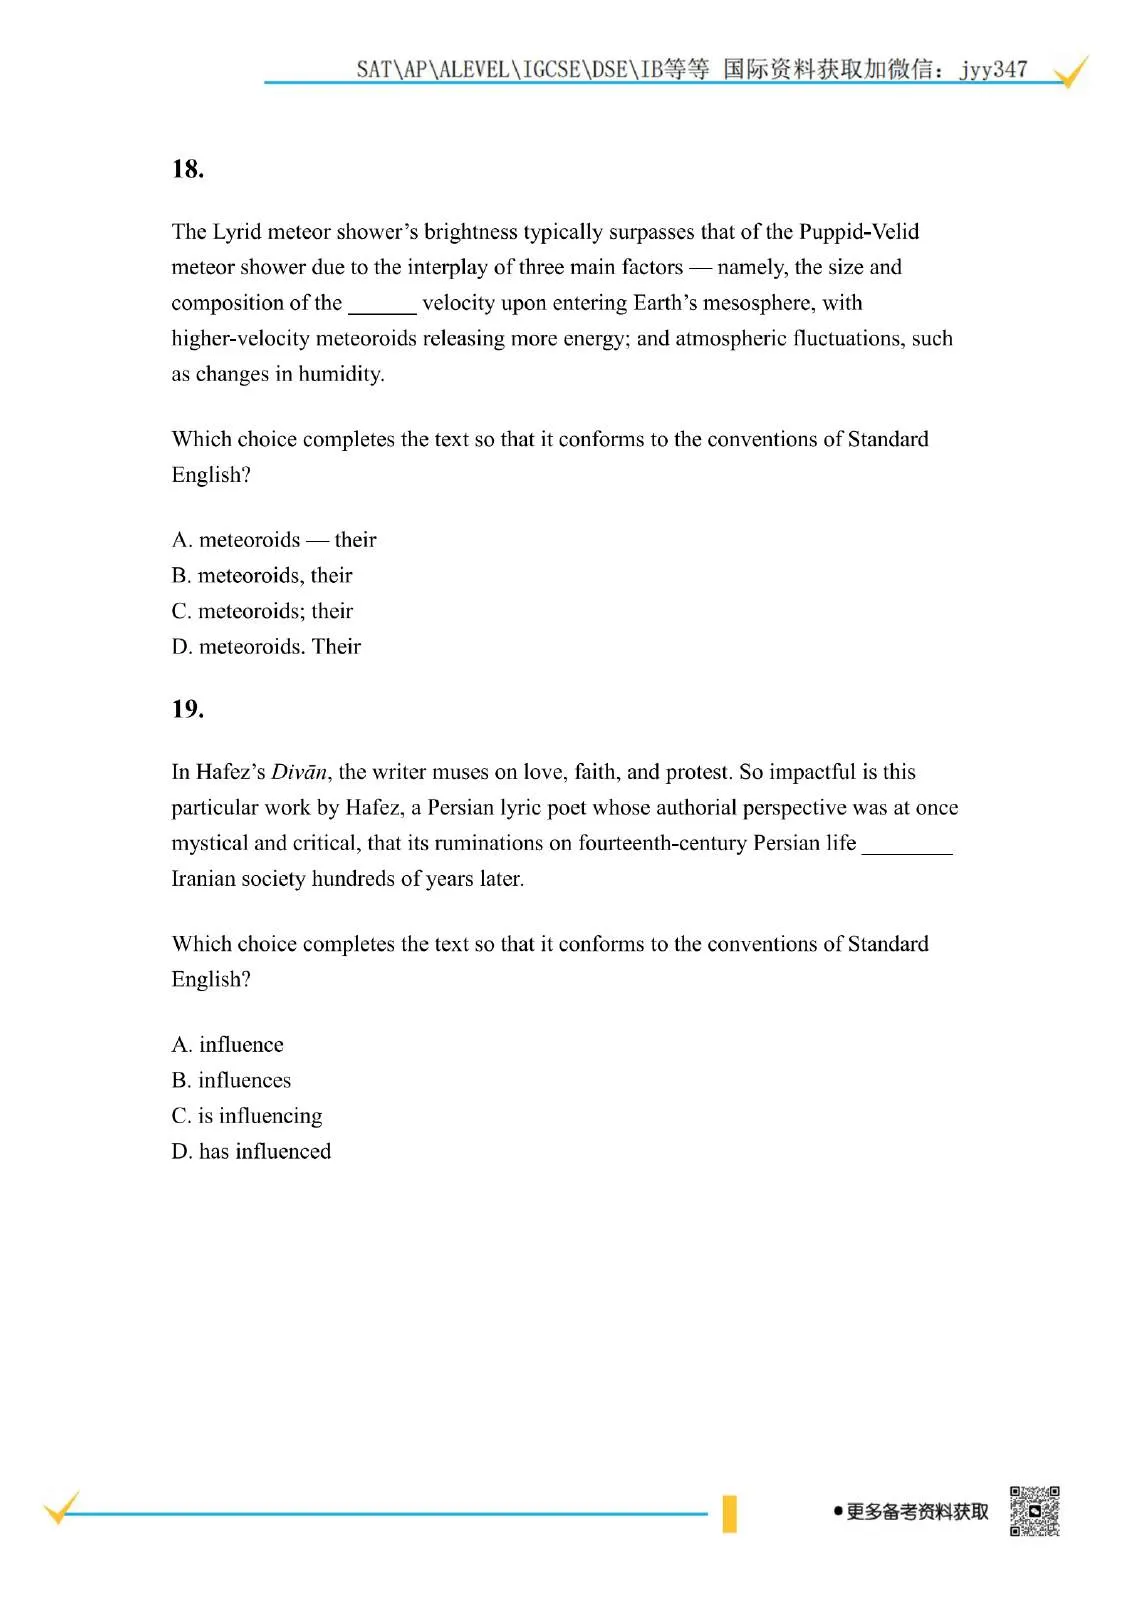 SAT\AP\ALEVEL\IGCSE\DSE\IB等等 国际资料获取加微信：jyy347
18.
The Lyrid meteor shower’s brightness typically surpasses that of the Puppid-Velid
meteor shower due to the interplay of three main factors — namely, the size and
composition of the ______ velocity upon entering Earth’s mesosphere, with
higher-velocity meteoroids releasing more energy; and atmospheric fluctuations, such
as changes in humidity.
Which choice completes the text so that it conforms to the conventions of Standard
English?
A. meteoroids — their
B. meteoroids, their
C. meteoroids; their
D. meteoroids. Their
19.
In Hafez’s Divān, the writer muses on love, faith, and protest. So impactful is this
particular work by Hafez, a Persian lyric poet whose authorial perspective was at once
mystical and critical, that its ruminations on fourteenth-century Persian life ________
Iranian society hundreds of years later.
Which choice completes the text so that it conforms to the conventions of Standard
English?
A. influence
B. influences
C. is influencing
D. has influenced
•更多备考资料获取